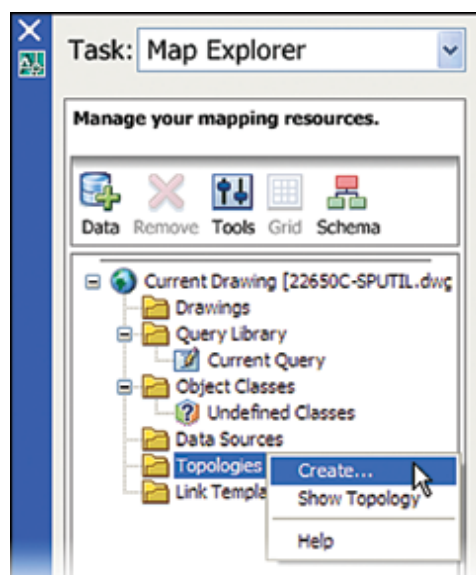 Task: Map Explorer
Manage your mapping resources.
Data Remove Tools Grid Schema
Current Drawing [22650C-SPUTIL.dwg
Drawings
Query Library
Current Query
Object Classes
Undefined Classes
Data Sources
Topologies
Create...
Link Templa
Show Topology
Help